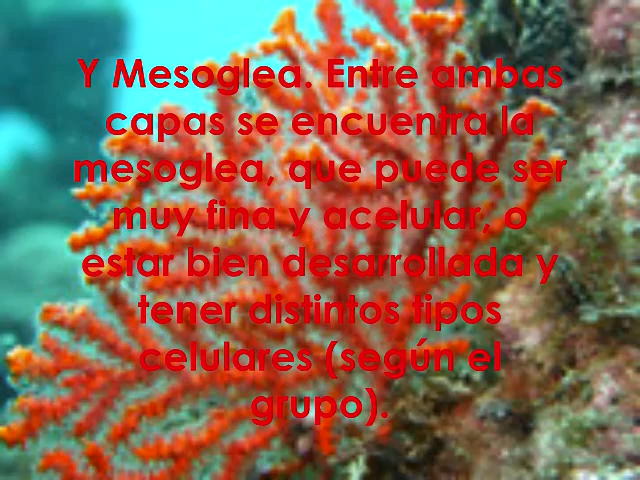 Y Mesoglea. Entre ambas
capas se encuentra la
mesoglea, que puede ser
muy fina y acelular, o
estar bien desarrollada y
tener distintos tipos
celulares (según el
grupo).